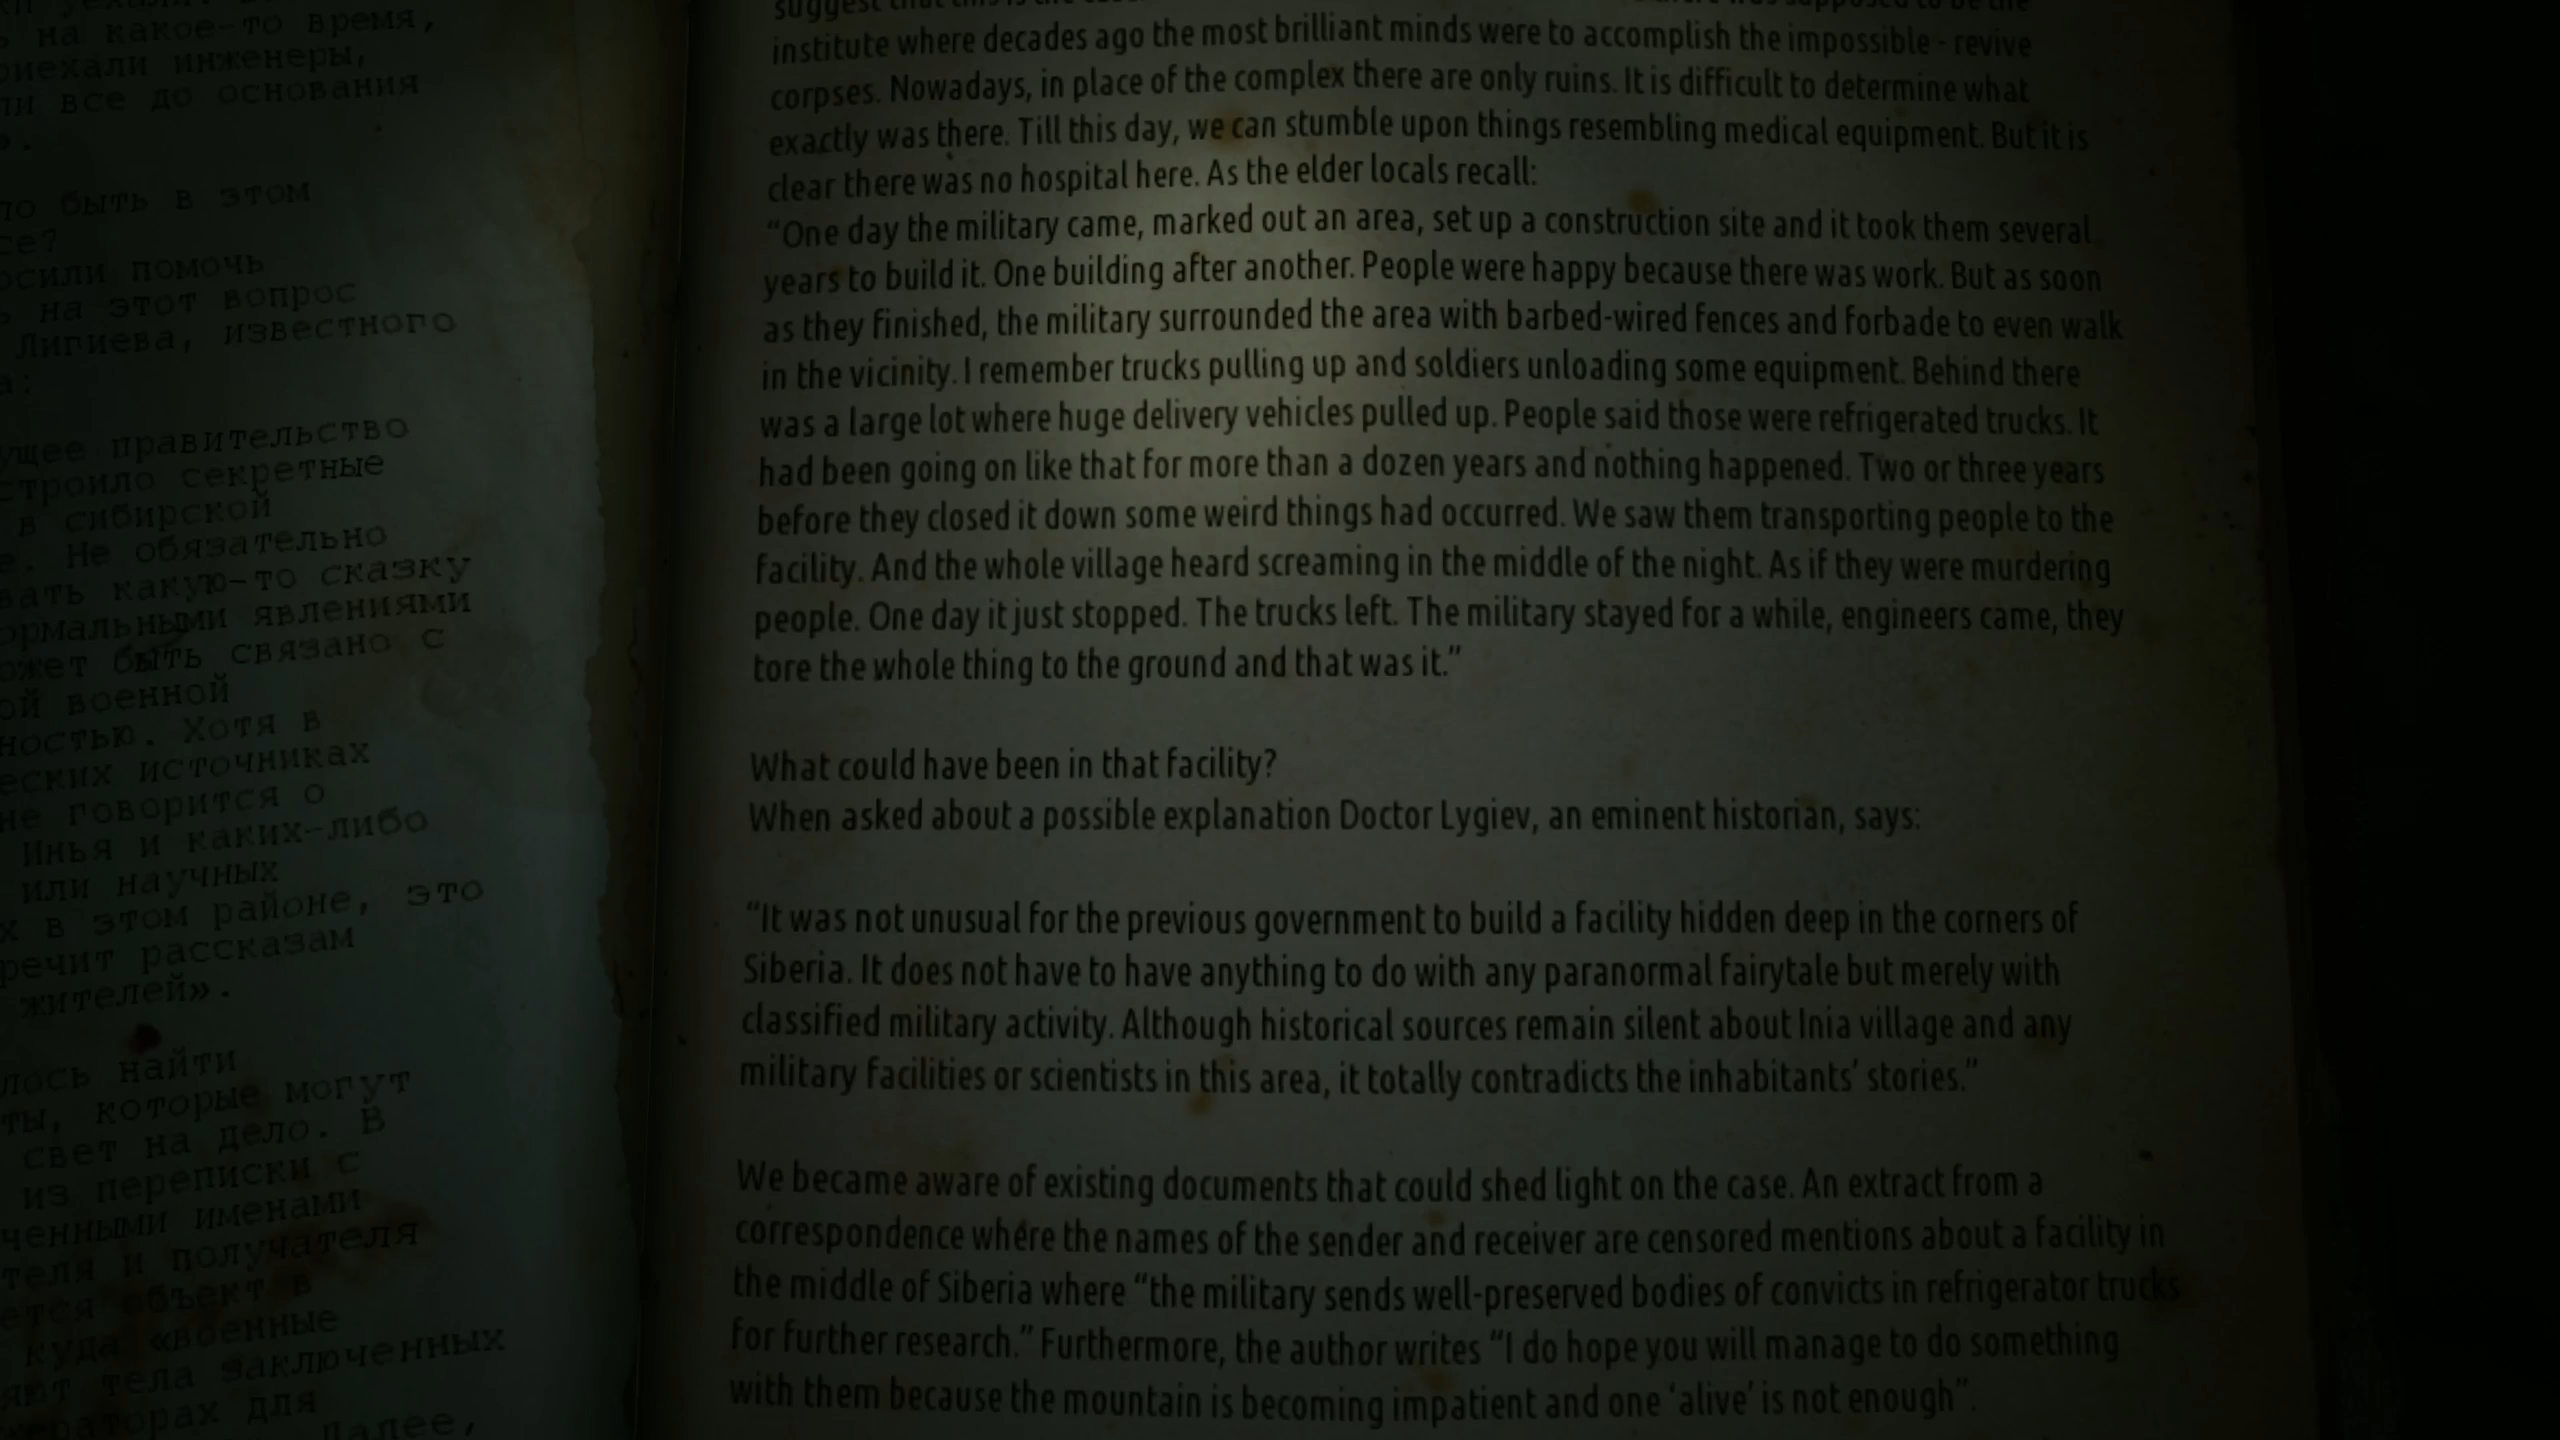 на какое-то время,
инженеры,
все до основания
быть в этом
помочь
на этот вопрос
Лигиева, известного
правительство
секретные
в сибирской
Не обязательно
какую-то сказку
явлениями
быть связано с
военной
Хотя в
источниках
не говорится о
Инья и каких-либо
или научных
в этом районе, это
рассказам
жителей».
найти
которые могут
свет на дело. В
из переписки с
именами
и получателя
объект в
куда «военные
тела заключенных
для
Далее,
institute where decades ago the most brilliant minds were to accomplish the impossible - revive
corpses. Nowadays, in place of the complex there are only ruins. It is difficult to determine what
exactly was there. Till this day, we can stumble upon things resembling medical equipment. But it is
clear there was no hospital here. As the elder locals recall:
“One day the military came, marked out an area, set up a construction site and it took them several
years to build it. One building after another. People were happy because there was work. But as soon
as they finished, the military surrounded the area with barbed-wired fences and forbade to even walk
in the vicinity. I remember trucks pulling up and soldiers unloading some equipment. Behind there
was a large lot where huge delivery vehicles pulled up. People said those were refrigerated trucks. It
had been going on like that for more than a dozen years and nothing happened. Two or three years
before they closed it down some weird things had occurred. We saw them transporting people to the
facility. And the whole village heard screaming in the middle of the night. As if they were murdering
people. One day it just stopped. The trucks left. The military stayed for a while, engineers came, they
tore the whole thing to the ground and that was it.”
What could have been in that facility?
When asked about a possible explanation Doctor Lygiev, an eminent historian, says:
“It was not unusual for the previous government to build a facility hidden deep in the corners of
Siberia. It does not have to have anything to do with any paranormal fairytale but merely with
classified military activity. Although historical sources remain silent about Inia village and any
military facilities or scientists in this area, it totally contradicts the inhabitants’ stories.”
We became aware of existing documents that could shed light on the case. An extract from a
correspondence where the names of the sender and receiver are censored mentions about a facility in
the middle of Siberia where “the military sends well-preserved bodies of convicts in refrigerator trucks
for further research.” Furthermore, the author writes “I do hope you will manage to do something
with them because the mountain is becoming impatient and one ‘alive’ is not enough”.